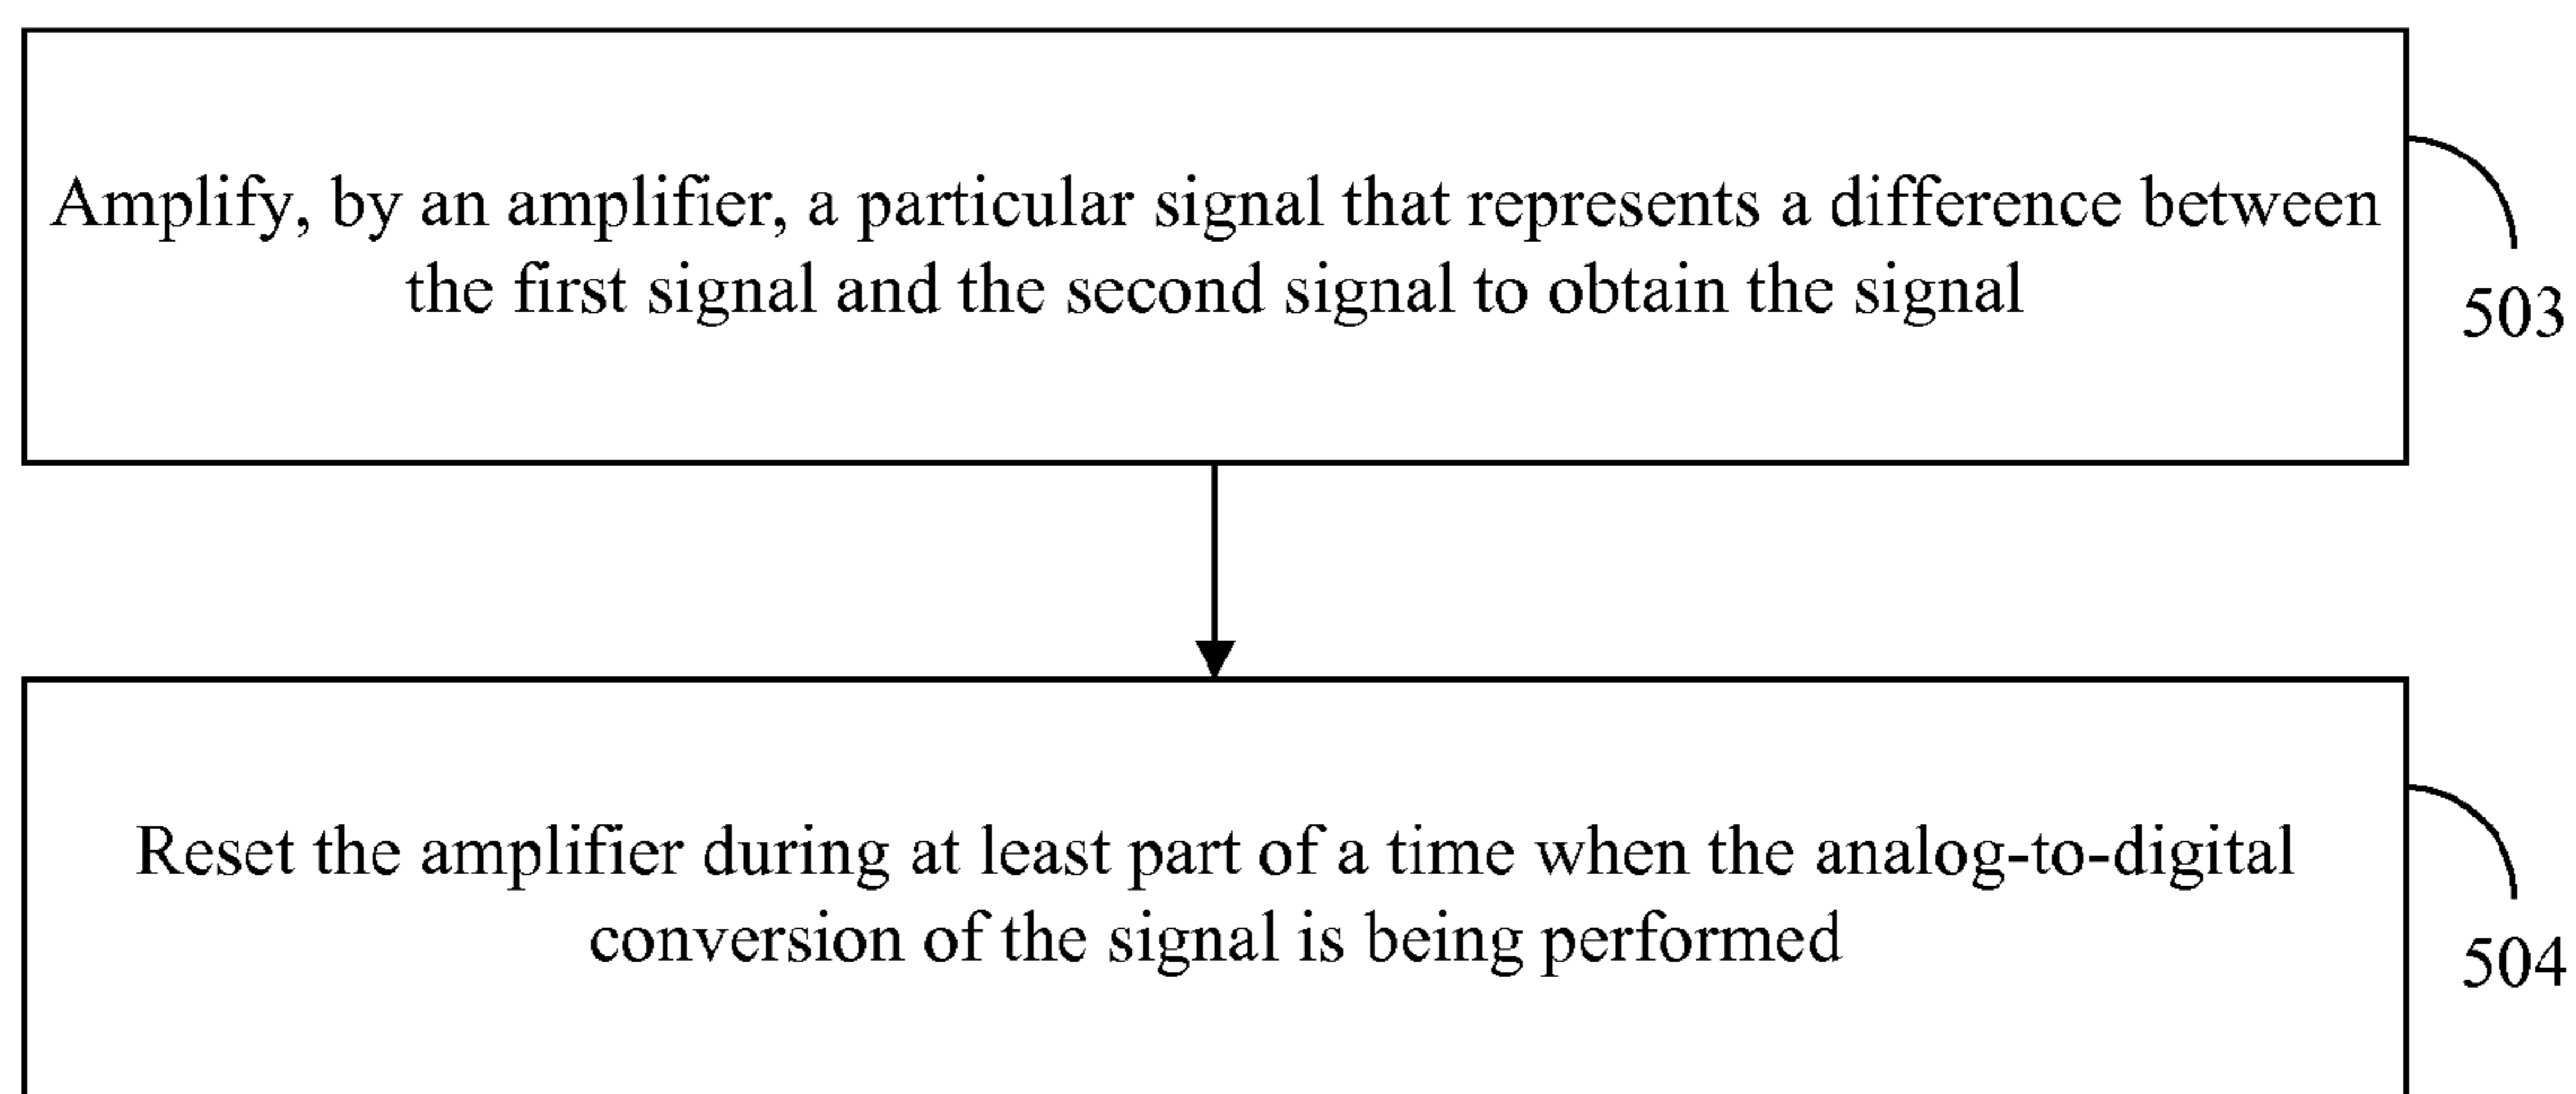 Amplify, by an amplifier, a particular signal that represents a difference between
the first signal and the second signal to obtain the signal
503
Reset the amplifier during at least part of a time when the analog-to-digital
conversion of the signal is being performed
504